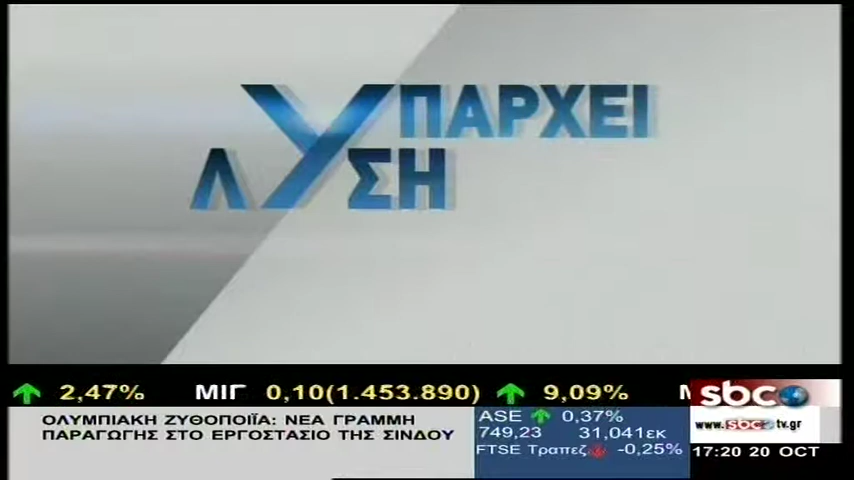 ΥΠΑΡΧΕΙ
ΛΥΣΗ
2,47% ΜΙΓ 0,10(1.453.890) 9,09%
sbc
ΟΛΥΜΠΙΑΚΗ ΖΥΘΟΠΟΙΪΑ: ΝΕΑ ΓΡΑΜΜΗ
ΠΑΡΑΓΩΓΗΣ ΣΤΟ ΕΡΓΟΣΤΑΣΙΟ ΤΗΣ ΣΙΝΔΟΥ
ASE 0,37%
749,23 31,041εκ
FTSE Τραπεζ -0,25%
www.sbctv.gr
17:20 20 OCT